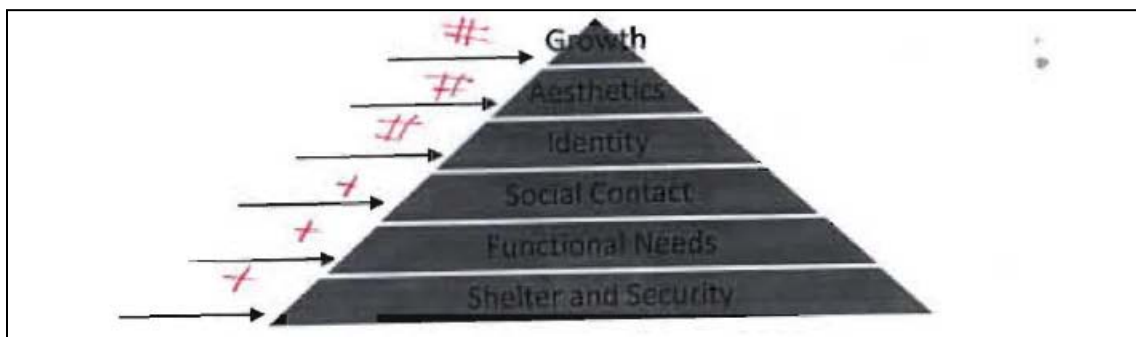 #
Growth
#
Aesthetics
#
Identity
+
Social Contact
+
Functional Needs
+
Shelter and Security